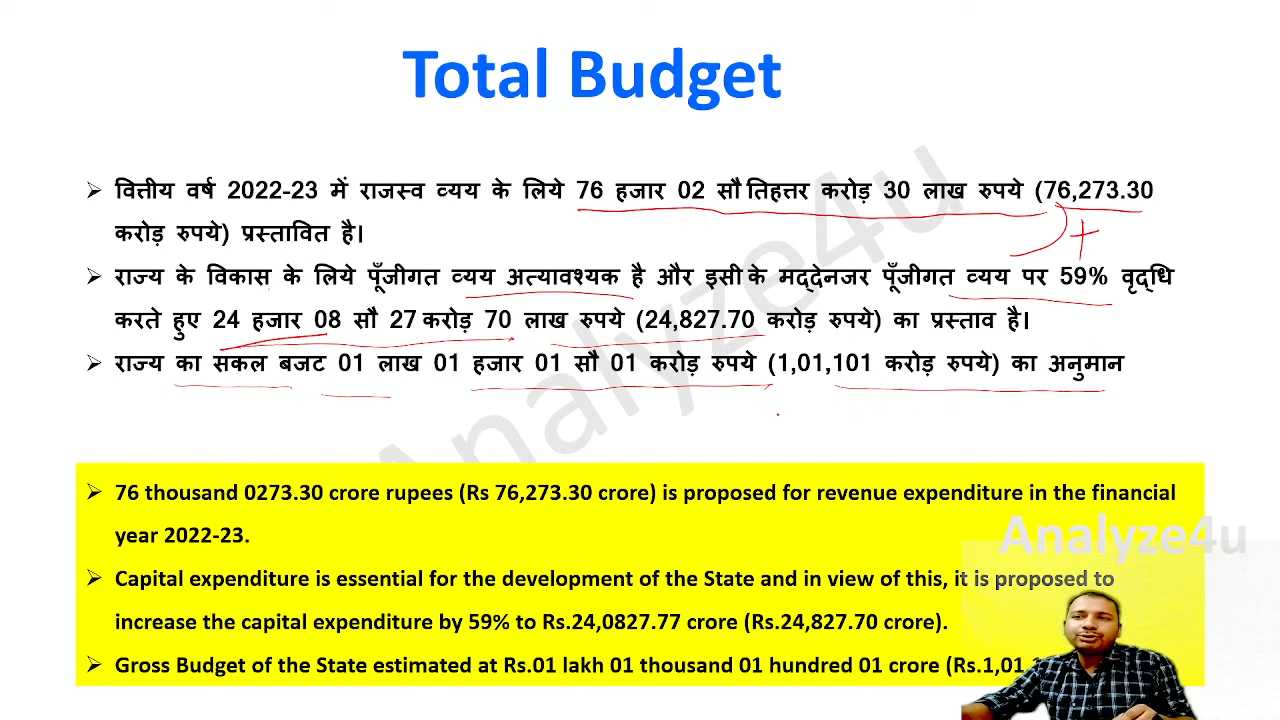 Total Budget
➢ वित्तीय वर्ष 2022-23 में राजस्व व्यय के लिये 76 हजार 02 सौ तिहत्तर करोड़ 30 लाख रुपये (76,273.30
करोड़ रुपये) प्रस्तावित है।
➢ राज्य के विकास के लिये पूँजीगत व्यय अत्यावश्यक है और इसी के मद्देनजर पूँजीगत व्यय पर 59% वृद्धि
करते हुए 24 हजार 08 सौ 27 करोड़ 70 लाख रुपये (24,827.70 करोड़ रुपये) का प्रस्ताव है।
➢ राज्य का सकल बजट 01 लाख 01 हजार 01 सौ 01 करोड़ रुपये (1,01,101 करोड़ रुपये) का अनुमान
Analyze4u
➢ 76 thousand 0273.30 crore rupees (Rs 76,273.30 crore) is proposed for revenue expenditure in the financial
year 2022-23.
Analyze4u
➢ Capital expenditure is essential for the development of the State and in view of this, it is proposed to
increase the capital expenditure by 59% to Rs.24,0827.77 crore (Rs.24,827.70 crore).
➢ Gross Budget of the State estimated at Rs.01 lakh 01 thousand 01 hundred 01 crore (Rs.1,01,